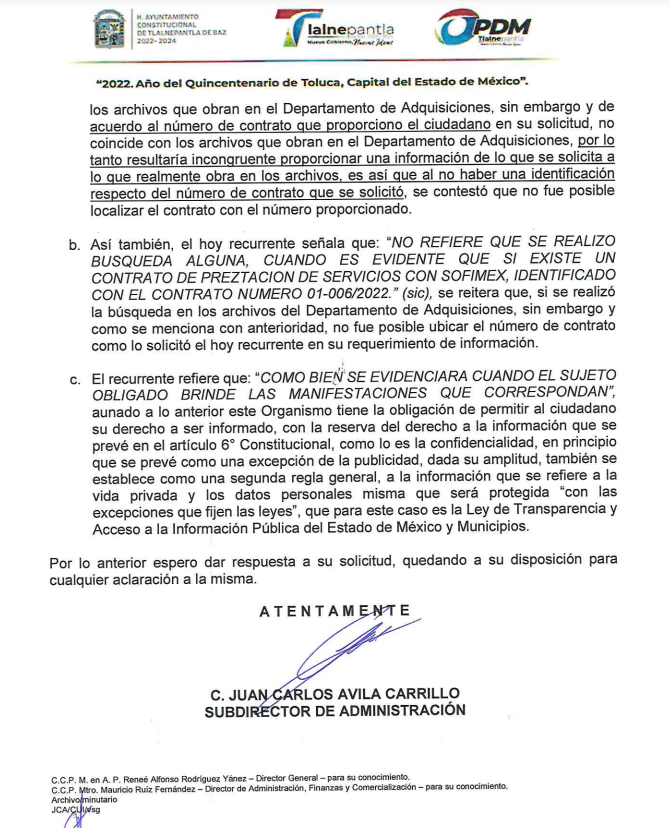 H. AYUNTAMIENTO
CONSTITUCIONAL
DE TLALNEPANTLA DE BAZ
2022- 2024
Tlalnepantla
Nuevo Gobierno, Nuevo Ideas
OPDM
Tlalnepantla
"2022. Año del Quincentenario de Toluca, Capital del Estado de México".
los archivos que obran en el Departamento de Adquisiciones, sin embargo y de
acuerdo al número de contrato que proporciono el ciudadano en su solicitud, no
coincide con los archivos que obran en el Departamento de Adquisiciones, por lo
tanto resultaría incongruente proporcionar una información de lo que se solicita a
lo que realmente obra en los archivos, es así que al no haber una identificación
respecto del número de contrato que se solicitó, se contestó que no fue posible
localizar el contrato con el número proporcionado.
b. Así también, el hoy recurrente señala que: "NO REFIERE QUE SE REALIZO
BUSQUEDA ALGUNA, CUANDO ES EVIDENTE QUE SI EXISTE UN
CONTRATO DE PREZTACION DE SERVICIOS CON SOFIMEX, IDENTIFICADO
CON EL CONTRATO NUMERO 01-006/2022." (sic), se reitera que, si se realizó
la búsqueda en los archivos del Departamento de Adquisiciones, sin embargo y
como se menciona con anterioridad, no fue posible ubicar el número de contrato
como lo solicitó el hoy recurrente en su requerimiento de información.
c. El recurrente refiere que: "COMO BIEN SE EVIDENCIARA CUANDO EL SUJETO
OBLIGADO BRINDE LAS MANIFESTACIONES QUE CORRESPONDAN",
aunado a lo anterior este Organismo tiene la obligación de permitir al ciudadano
su derecho a ser informado, con la reserva del derecho a la información que se
prevé en el artículo 6° Constitucional, como lo es la confidencialidad, en principio
que se prevé como una excepción de la publicidad, dada su amplitud, también se
establece como una segunda regla general, a la información que se refiere a la
vida privada y los datos personales misma que será protegida "con las
excepciones que fijen las leyes", que para este caso es la Ley de Transparencia y
Acceso a la Información Pública del Estado de México y Municipios.
Por lo anterior espero dar respuesta a su solicitud, quedando a su disposición para
cualquier aclaración a la misma.
A T E N T A M E N T E
C. JUAN CARLOS AVILA CARRILLO
SUBDIRECTOR DE ADMINISTRACIÓN
C.C.P. M. en A. P. Reneé Alfonso Rodríguez Yánez – Director General – para su conocimiento.
C.C.P. Mtro. Mauricio Ruíz Fernández – Director de Administración, Finanzas y Comercialización – para su conocimiento.
Archivo/minutario